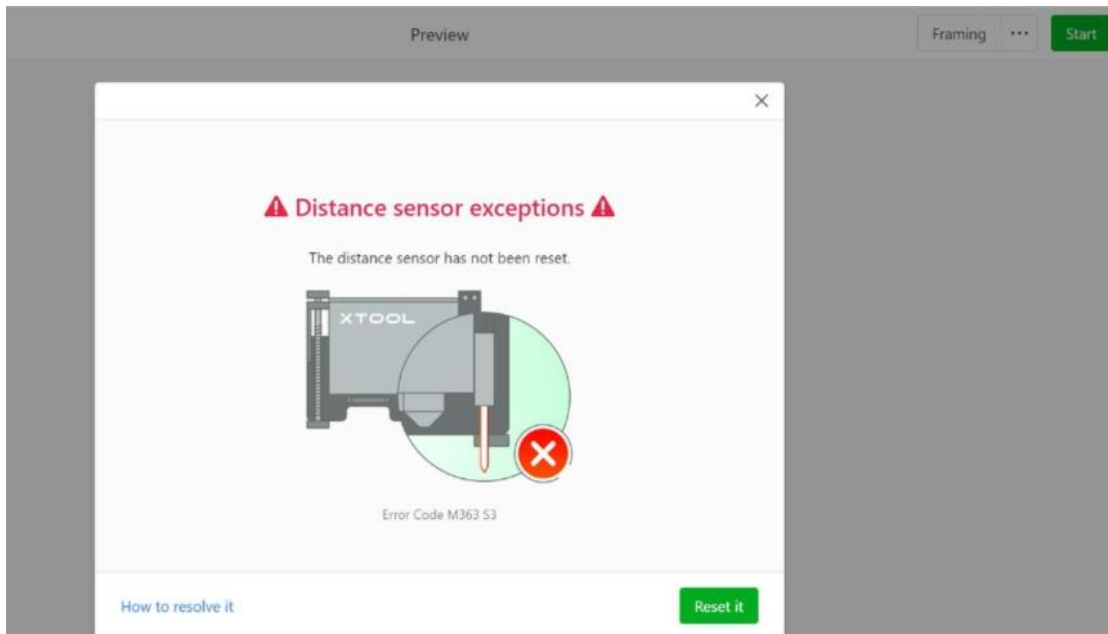 Preview
Framing
Start
Distance sensor exceptions
The distance sensor has not been reset.
XTOOL
Error Code M363 S3
How to resolve it
Reset it